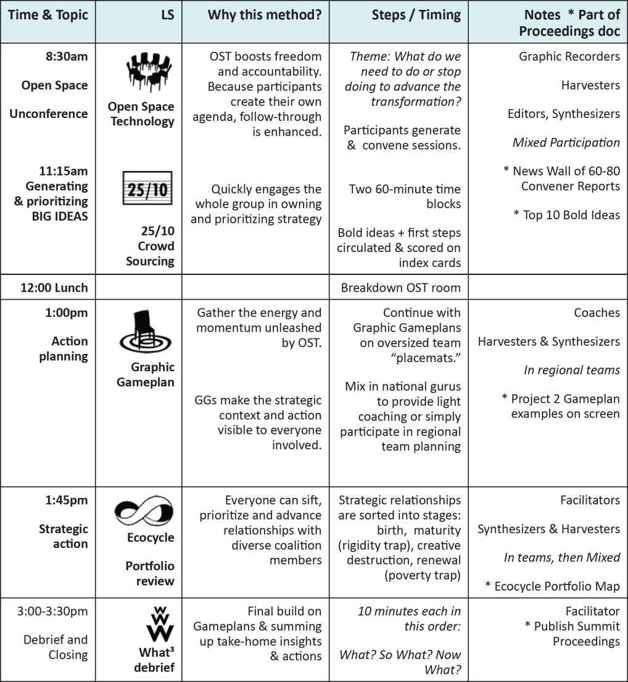 Time & Topic
LS
Why this method?
Steps / Timing
Notes * Part of
Proceedings doc
8:30am
Open Space
Unconference
Open Space
Technology
OST boosts freedom
and accountability.
Because participants
create their own
agenda, follow-through
is enhanced.
Theme: What do we
need to do or stop
doing to advance the
transformation?
Participants generate
& convene sessions.
Graphic Recorders
Harvesters
Editors, Synthesizers
Mixed Participation
* News Wall of 60-80
Convener Reports
* Top 10 Bold Ideas
11:15am
Generating
& prioritizing
BIG IDEAS
25/10
25/10
Crowd
Sourcing
Quickly engages the
whole group in owning
and prioritizing strategy
Two 60-minute time
blocks
Bold ideas + first steps
circulated & scored on
index cards
12:00 Lunch
Breakdown OST room
1:00pm
Action
planning
Graphic
Gameplan
Gather the energy and
momentum unleashed
by OST.
GGs make the strategic
context and action
visible to everyone
involved.
Continue with
Graphic Gameplans
on oversized team
“placemats.”
Mix in national gurus
to provide light
coaching or simply
participate in regional
team planning
Coaches
Harvesters & Synthesizers
In regional teams
* Project 2 Gameplan
examples on screen
1:45pm
Strategic
action
Ecocycle
Portfolio
review
Everyone can sift,
prioritize and advance
relationships with
diverse coalition
members
Strategic relationships
are sorted into stages:
birth, maturity
(rigidity trap), creative
destruction, renewal
(poverty trap)
Facilitators
Synthesizers & Harvesters
In teams, then Mixed
* Ecocycle Portfolio Map
3:00-3:30pm
Debrief and
Closing
W
W
W
What³
debrief
Final build on
Gameplans & summing
up take-home insights
& actions
10 minutes each in
this order:
What? So What? Now
What?
Facilitator
* Publish Summit
Proceedings